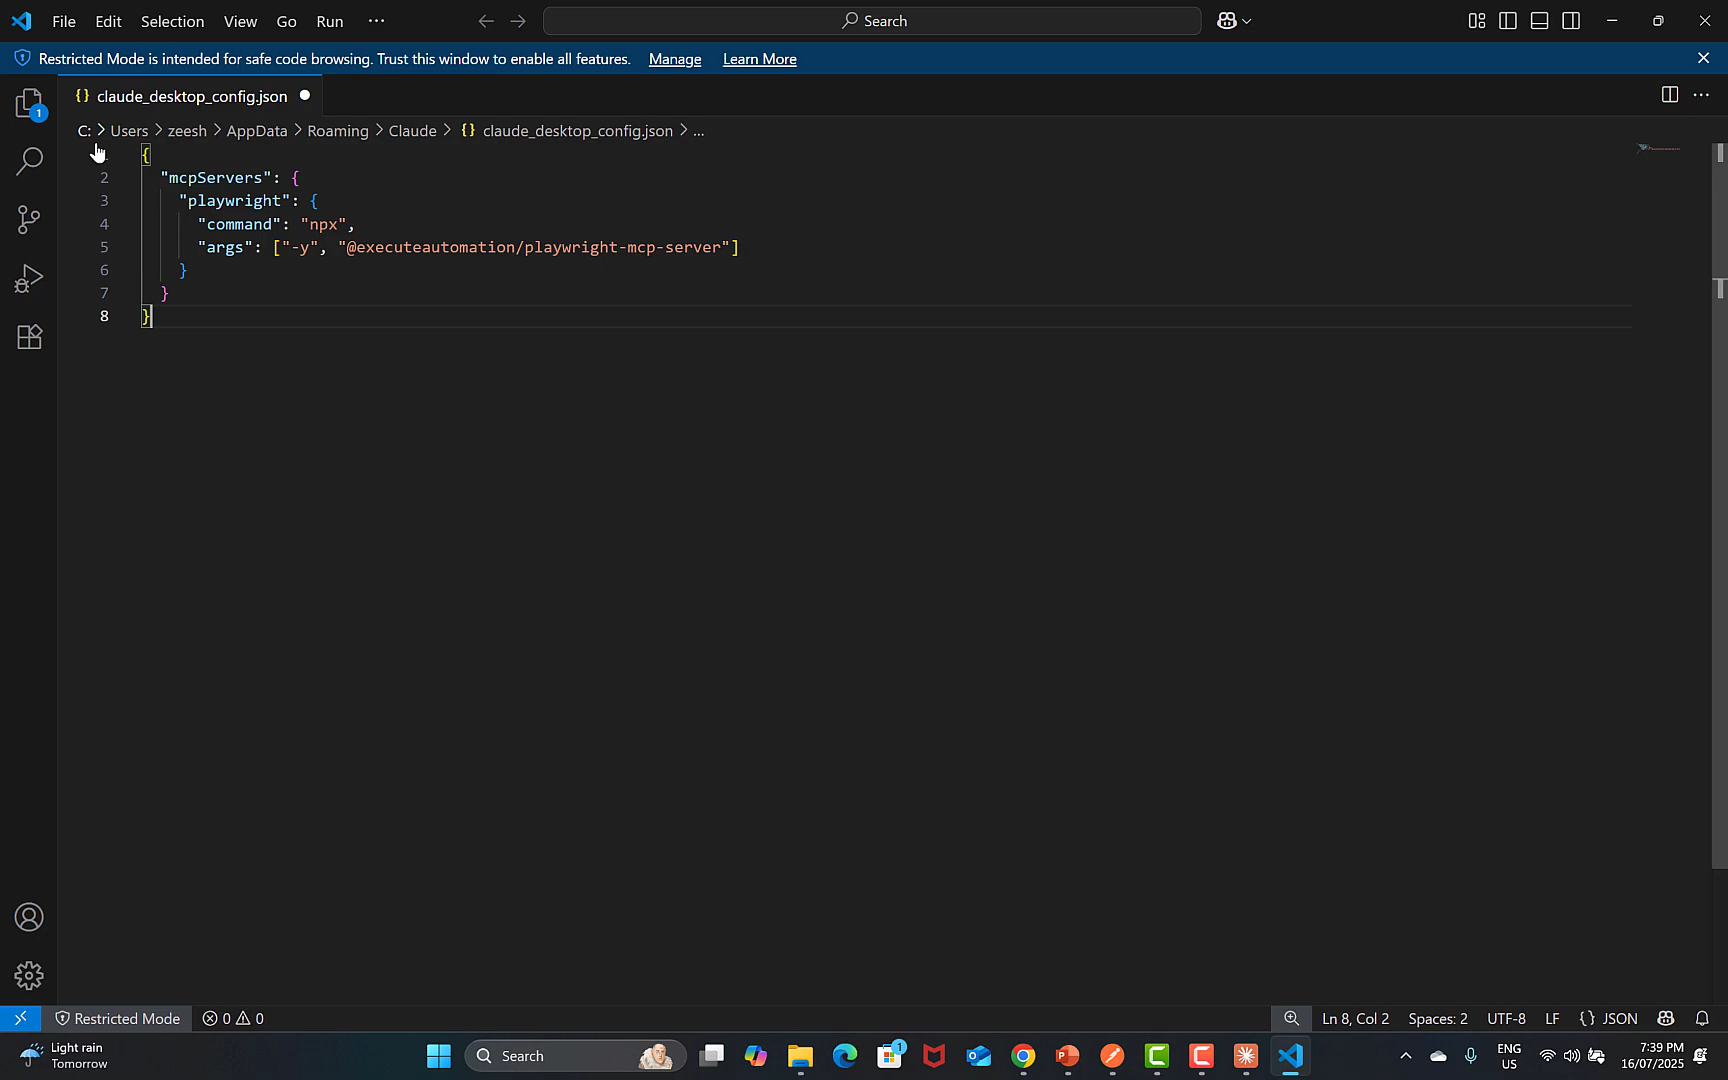 File Edit Selection View Go Run ··· Search
Restricted Mode is intended for safe code browsing. Trust this window to enable all features. Manage Learn More
1
{} claude_desktop_config.json
C: > Users > zeesh > AppData > Roaming > Claude > {} claude_desktop_config.json > ...
{
2 "mcpServers": {
3 "playwright": {
4 "command": "npx",
5 "args": ["-y", "@executeautomation/playwright-mcp-server"]
6 }
7 }
8 }
Restricted Mode 0 0 Ln 8, Col 2 Spaces: 2 UTF-8 LF {} JSON
Light rain
Tomorrow
Search
1
ENG
US
7:39 PM
16/07/2025